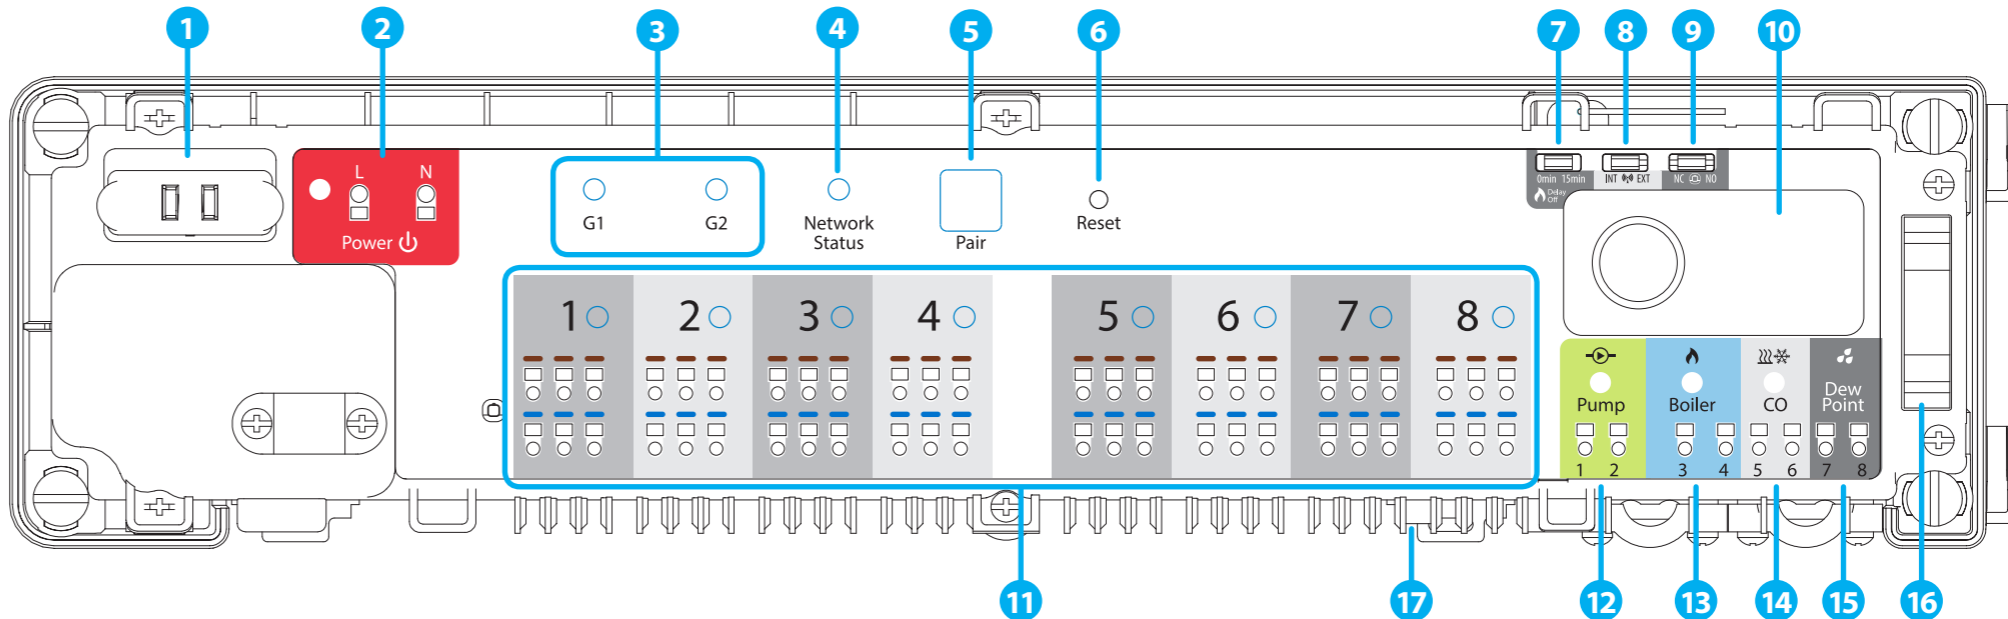 1 2 3 4 5 6 7 8 9 10
L N
Power
G1 G2
Network
Status
Pair
Reset
0min 15min
Delay
Off
INT EXT
NC NO
1 2 3 4 5 6 7 8
Pump
Boiler
CO
Dew
Point
1 2 3 4 5 6 7 8
11 17 12 13 14 15 16